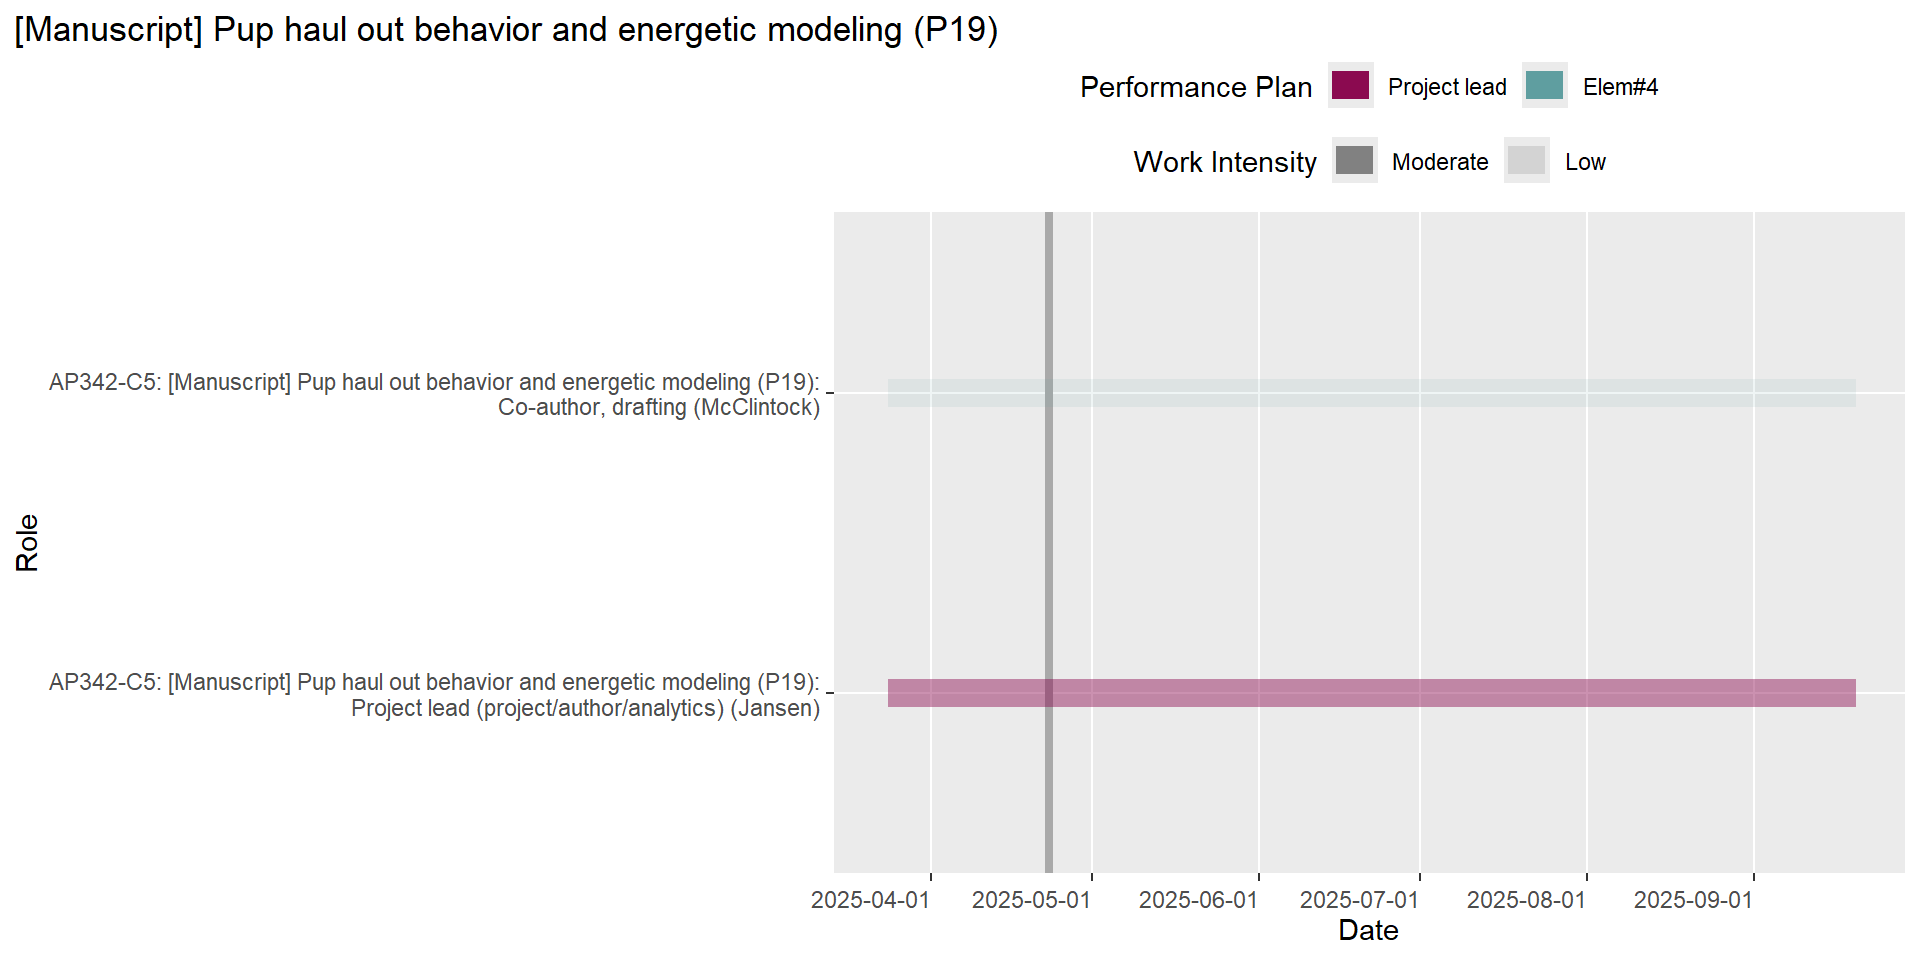 [Manuscript] Pup haul out behavior and energetic modeling (P19)
Performance Plan Project lead Elem#4
Work Intensity Moderate Low
AP342-C5: [Manuscript] Pup haul out behavior and energetic modeling (P19):
Co-author, drafting (McClintock)
Role
AP342-C5: [Manuscript] Pup haul out behavior and energetic modeling (P19):
Project lead (project/author/analytics) (Jansen)
2025-04-01 2025-05-01 2025-06-01 2025-07-01 2025-08-01 2025-09-01
Date